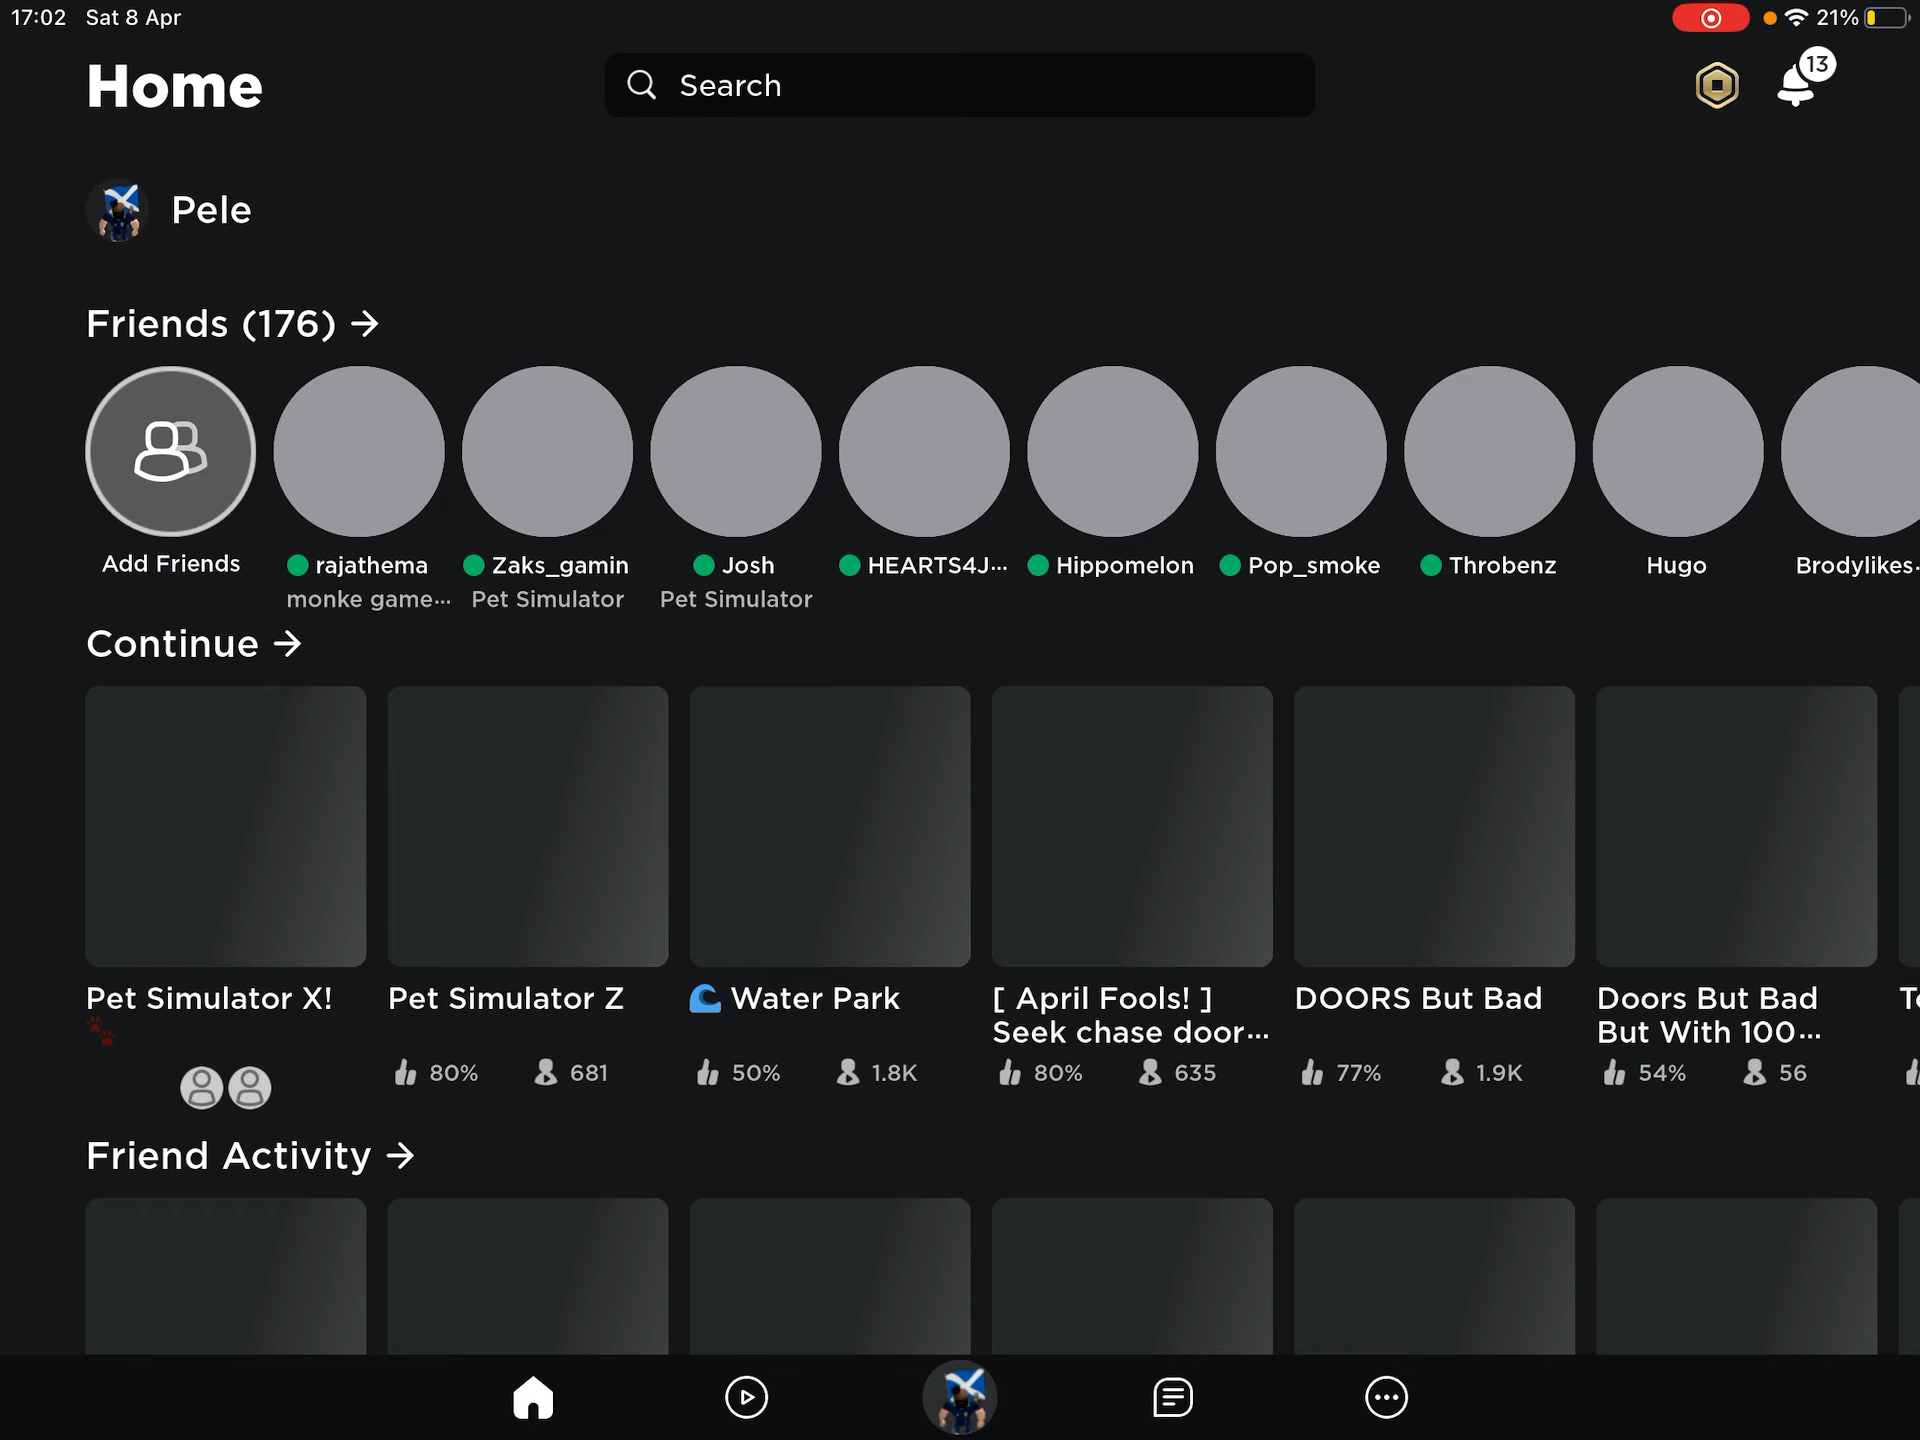 17:02 Sat 8 Apr 21%
Home Search 13
Pele
Friends (176) →
Add Friends rajathema Zaks_gamin Josh HEARTS4J... Hippomelon Pop_smoke Throbenz Hugo Brodylikes.
monke game... Pet Simulator Pet Simulator
Continue →
Pet Simulator X! Pet Simulator Z 🌊 Water Park [ April Fools! ] DOORS But Bad Doors But Bad
🐾 Seek chase door... But With 100...
80% 681 50% 1.8K 80% 635 77% 1.9K 54% 56
Friend Activity →